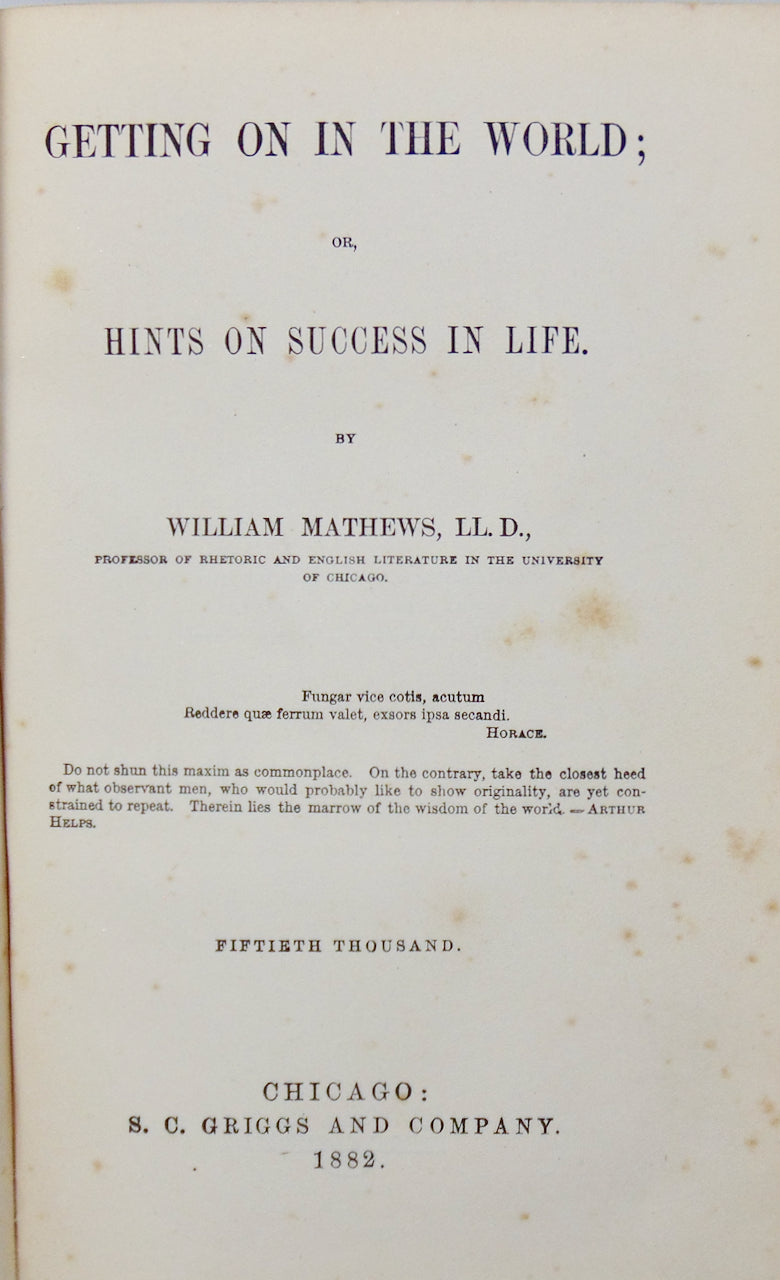 GETTING ON IN THE WORLD;
OR,
HINTS ON SUCCESS IN LIFE.
BY
WILLIAM MATHEWS, LL. D.,
PROFESSOR OF RHETORIC AND ENGLISH LITERATURE IN THE UNIVERSITY
OF CHICAGO.
Fungar vice cotis, acutum
Reddere quæ ferrum valet, exsors ipsa secandi.
HORACE.
Do not shun this maxim as commonplace. On the contrary, take the closest heed
of what observant men, who would probably like to show originality, are yet con-
strained to repeat. Therein lies the marrow of the wisdom of the world. — ARTHUR
HELPS.
FIFTIETH THOUSAND.
CHICAGO:
S. C. GRIGGS AND COMPANY.
1882.